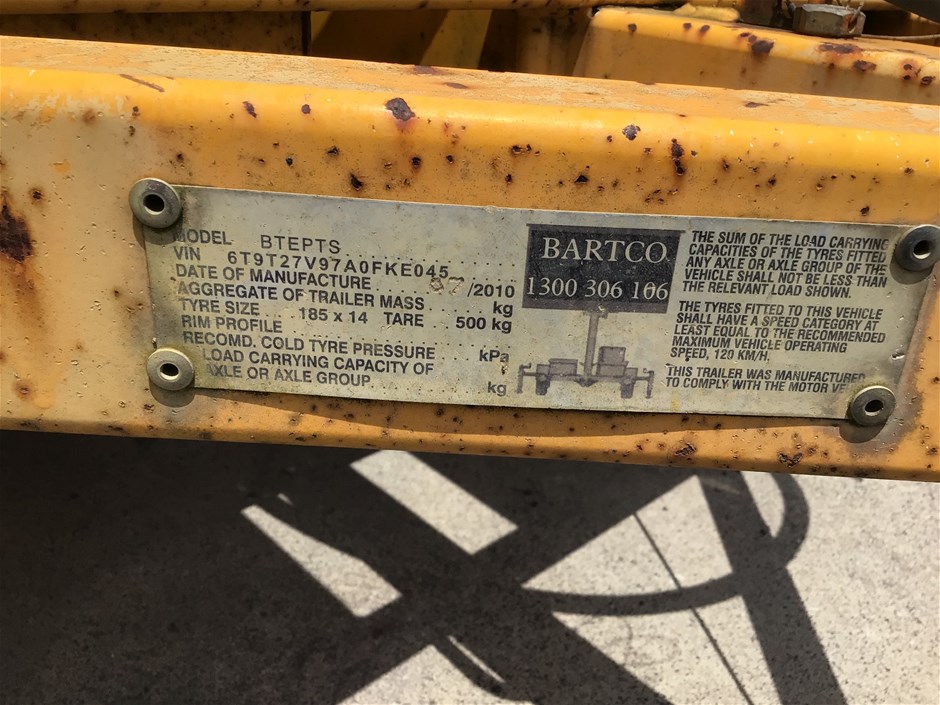 MODEL BTEPTS
VIN 6T9T27V97A0FKE045
DATE OF MANUFACTURE 07/2010
AGGREGATE OF TRAILER MASS kg
TYRE SIZE 185 x 14 TARE 500 kg
RIM PROFILE
RECOMD. COLD TYRE PRESSURE kPa
LOAD CARRYING CAPACITY OF
AXLE OR AXLE GROUP kg
BARTCO
1300 306 106
THE SUM OF THE LOAD CARRYING
CAPACITIES OF THE TYRES FITTED
ANY AXLE OR AXLE GROUP OF THE
VEHICLE SHALL NOT BE LESS THAN
THE RELEVANT LOAD SHOWN.
THE TYRES FITTED TO THIS VEHICLE
SHALL HAVE A SPEED CATEGORY AT
LEAST EQUAL TO THE RECOMMENDED
MAXIMUM VEHICLE OPERATING
SPEED, 120 KM/H.
THIS TRAILER WAS MANUFACTURED
TO COMPLY WITH THE MOTOR